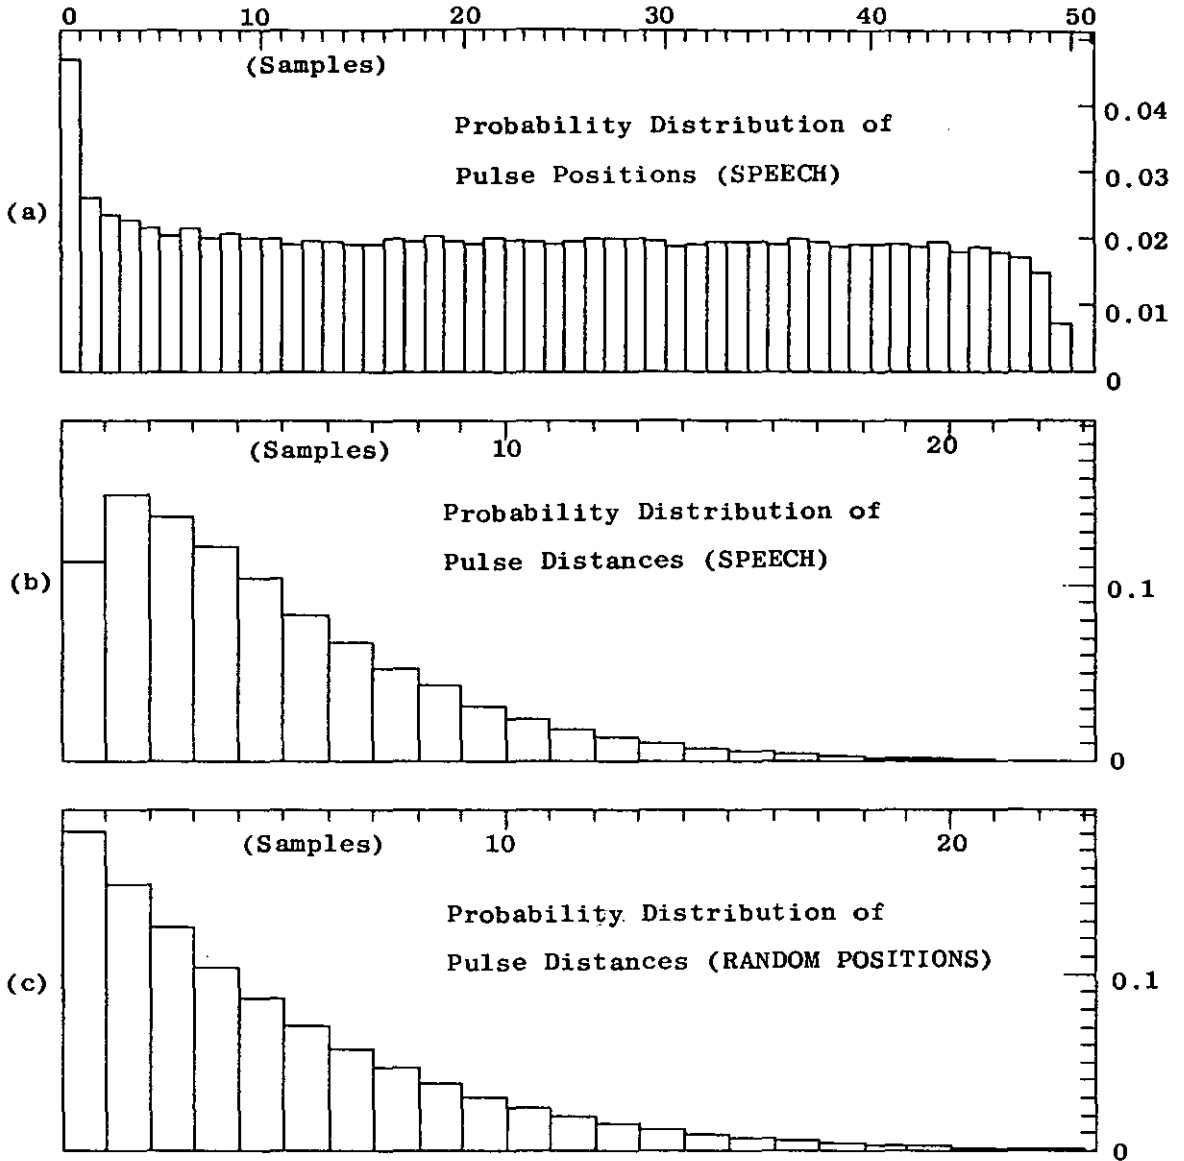 0 10 20 30 40 50
(Samples)
Probability Distribution of
Pulse Positions (SPEECH)
(a)
0.04
0.03
0.02
0.01
0
(Samples) 10 20
Probability Distribution of
Pulse Distances (SPEECH)
(b)
0.1
0
(Samples) 10 20
Probability Distribution of
Pulse Distances (RANDOM POSITIONS)
(c)
0.1
0